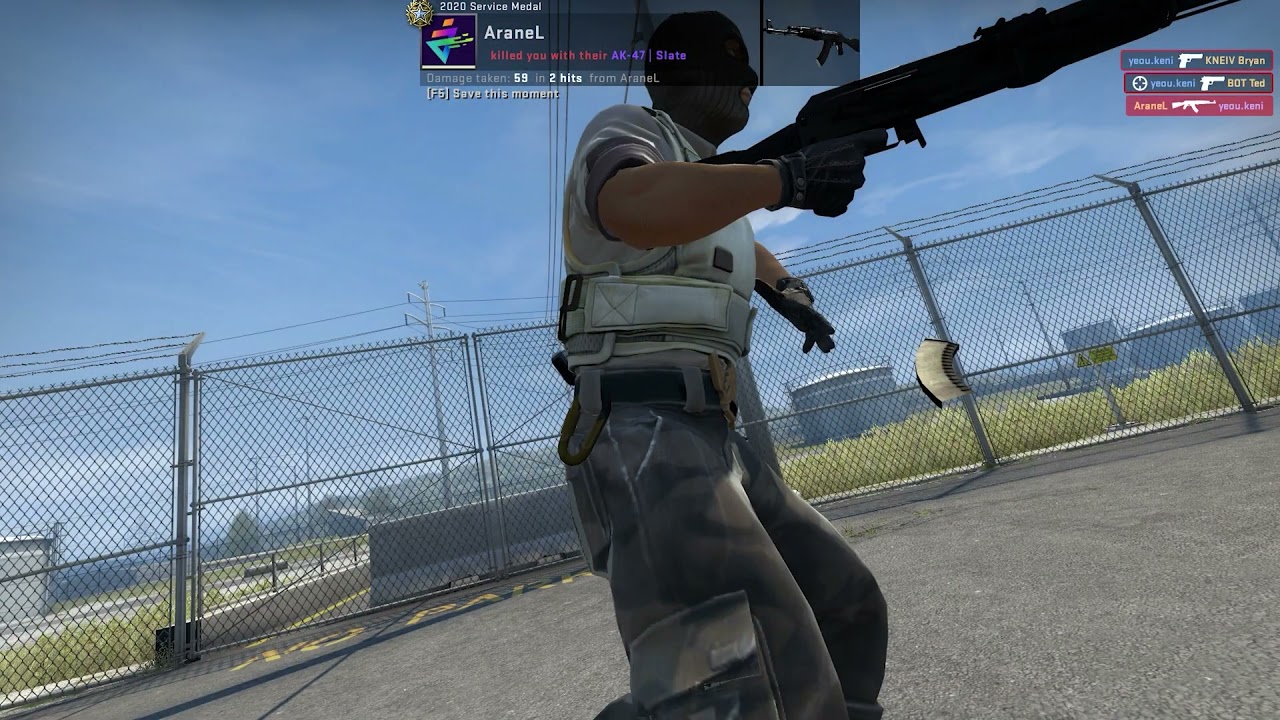 2020 Service Medal
AraneL
killed you with their AK-47 | Slate
Damage taken: 59 in 2 hits from AraneL
[F5] Save this moment
yeou.keni KNEIV Bryan
yeou.keni BOT Ted
AraneL yeou.keni